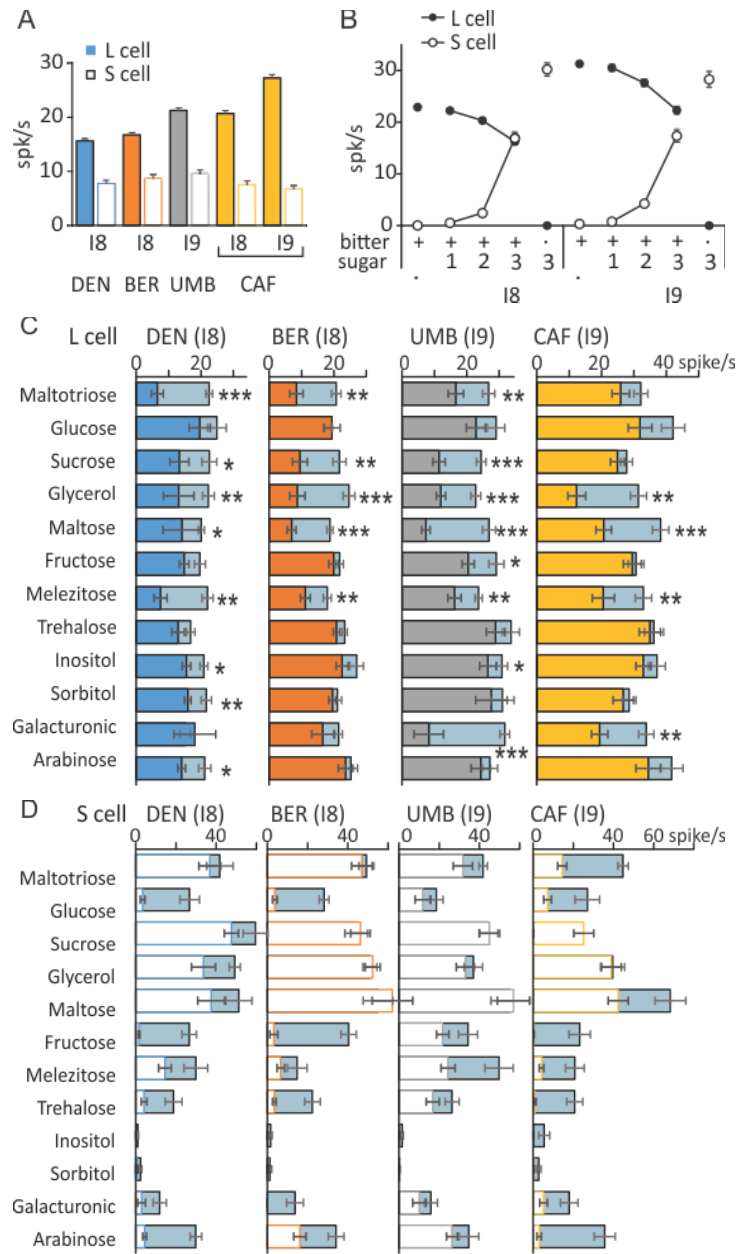 A
L cell
S cell
spk/s
30
20
10
0
I8 I8 I9 I8 I9
DEN BER UMB CAF
B
L cell
S cell
spk/s
30
20
10
0
bitter + + + + · + + + + ·
sugar · 1 2 3 3 · 1 2 3 3
I8 I9
C L cell DEN (I8) BER (I8) UMB (I9) CAF (I9)
0 20 0 20 0 20 0 20 40 spike/s
Maltotriose *** ** **
Glucose
Sucrose * ** ***
Glycerol ** *** *** **
Maltose * *** *** ***
Fructose *
Melezitose ** ** ** **
Trehalose
Inositol * *
Sorbitol **
Galacturonic *** **
Arabinose *
D S cell DEN (I8) BER (I8) UMB (I9) CAF (I9)
0 40 0 40 0 40 0 40 60 spike/s
Maltotriose
Glucose
Sucrose
Glycerol
Maltose
Fructose
Melezitose
Trehalose
Inositol
Sorbitol
Galacturonic
Arabinose